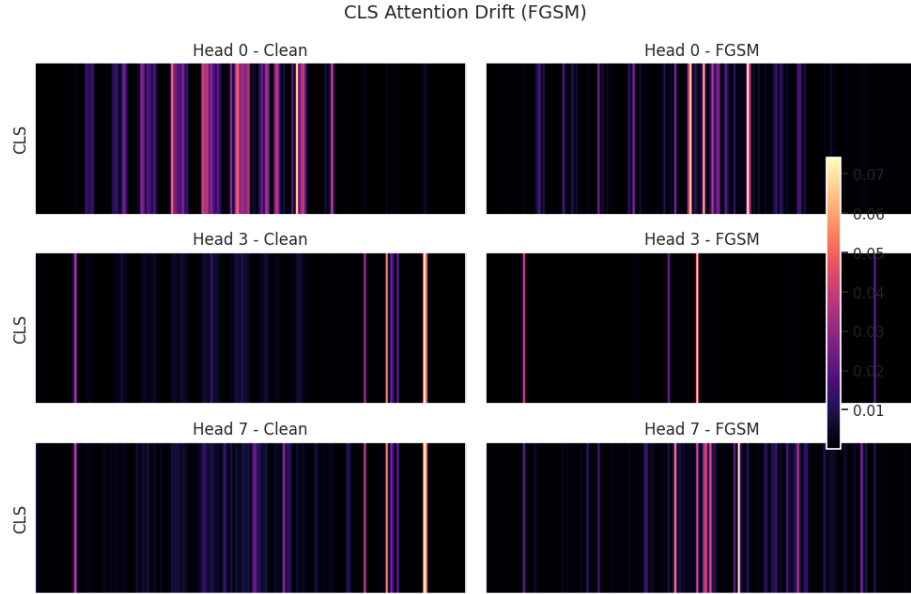 CLS Attention Drift (FGSM)
Head 0 - Clean
Head 0 - FGSM
CLS
0.07
0.06
Head 3 - Clean
Head 3 - FGSM
CLS
0.05
0.04
0.03
0.02
0.01
Head 7 - Clean
Head 7 - FGSM
CLS